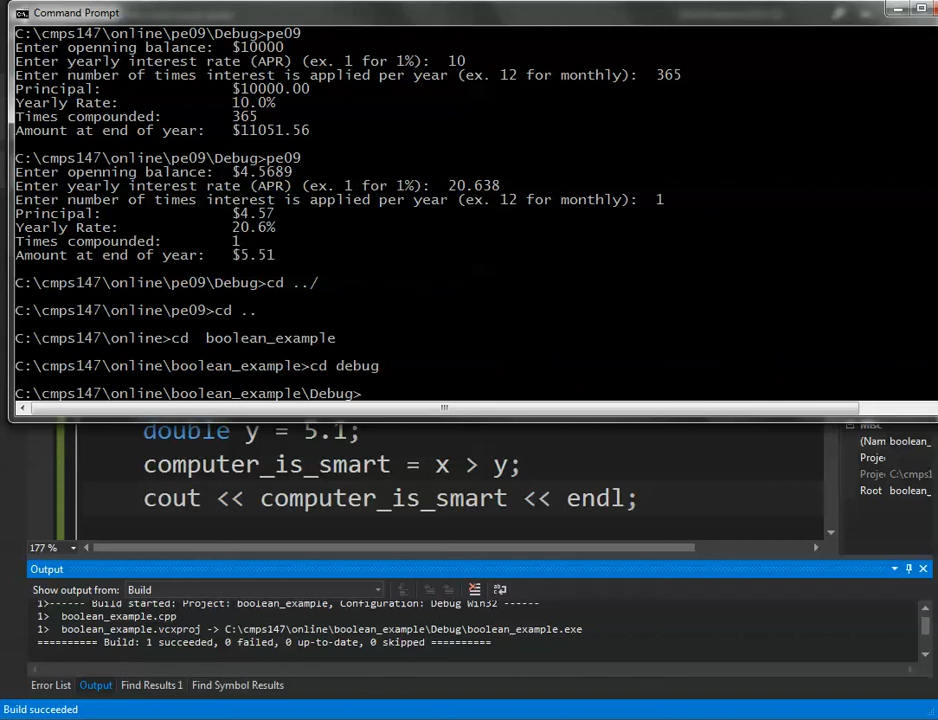 Command Prompt
C:\cmps147\online\pe09\Debug>pe09
Enter openning balance:  $10000
Enter yearly interest rate (APR) (ex. 1 for 1%):  10
Enter number of times interest is applied per year (ex. 12 for monthly):  365
Principal:               $10000.00
Yearly Rate:             10.0%
Times compounded:        365
Amount at end of year:   $11051.56
C:\cmps147\online\pe09\Debug>pe09
Enter openning balance:  $4.5689
Enter yearly interest rate (APR) (ex. 1 for 1%):  20.638
Enter number of times interest is applied per year (ex. 12 for monthly):  1
Principal:               $4.57
Yearly Rate:             20.6%
Times compounded:        1
Amount at end of year:   $5.51
C:\cmps147\online\pe09\Debug>cd ../
C:\cmps147\online\pe09>cd ..
C:\cmps147\online>cd  boolean_example
C:\cmps147\online\boolean_example>cd debug
C:\cmps147\online\boolean_example\Debug>
double y = 5.1;
computer_is_smart = x > y;
cout << computer_is_smart << endl;
Misc
(Nam boolean_
Proje
Proje C:\cmps1
Root boolean_
177 %
Output
Show output from: Build
1>------ Build started: Project: boolean_example, Configuration: Debug Win32 ------
1>  boolean_example.cpp
1>  boolean_example.vcxproj -> C:\cmps147\online\boolean_example\Debug\boolean_example.exe
========== Build: 1 succeeded, 0 failed, 0 up-to-date, 0 skipped ==========
Error List Output Find Results 1 Find Symbol Results
Build succeeded